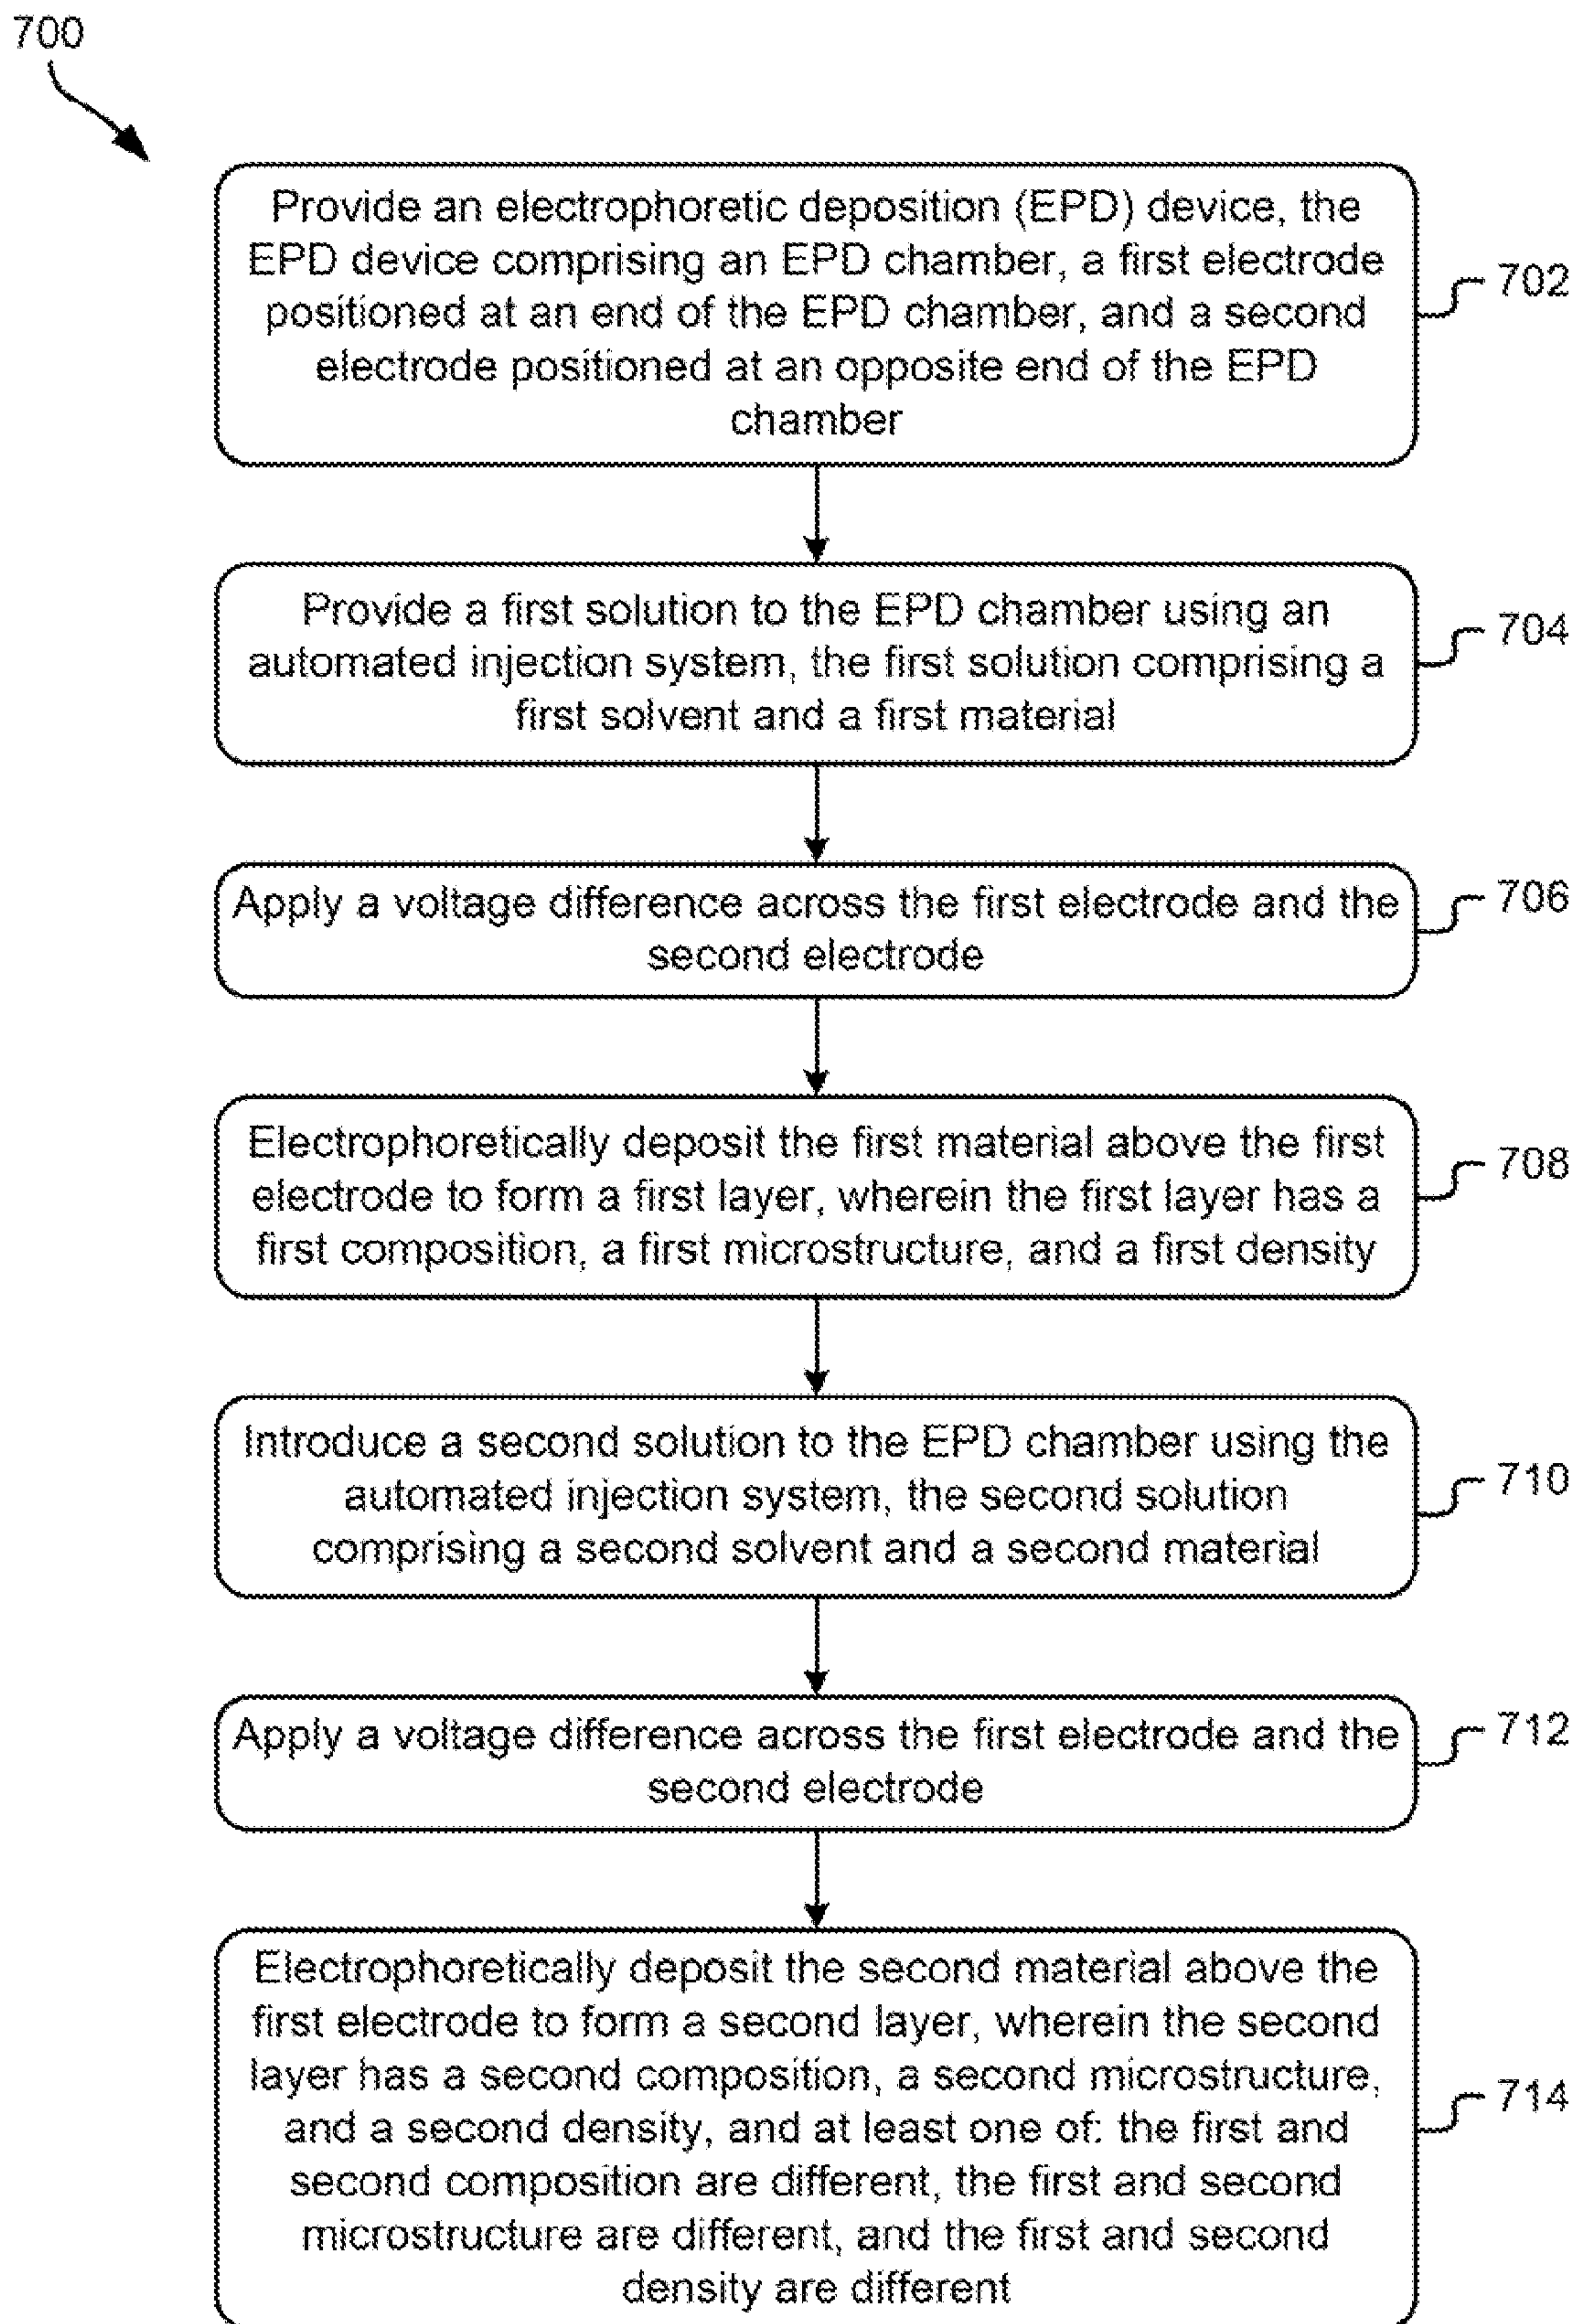 700
Provide an electrophoretic deposition (EPD) device, the
EPD device comprising an EPD chamber, a first electrode
positioned at an end of the EPD chamber, and a second
electrode positioned at an opposite end of the EPD
chamber
702
Provide a first solution to the EPD chamber using an
automated injection system, the first solution comprising a
first solvent and a first material
704
Apply a voltage difference across the first electrode and the
second electrode
706
Electrophoretically deposit the first material above the first
electrode to form a first layer, wherein the first layer has a
first composition, a first microstructure, and a first density
708
Introduce a second solution to the EPD chamber using the
automated injection system, the second solution
comprising a second solvent and a second material
710
Apply a voltage difference across the first electrode and the
second electrode
712
Electrophoretically deposit the second material above the
first electrode to form a second layer, wherein the second
layer has a second composition, a second microstructure,
and a second density, and at least one of: the first and
second composition are different, the first and second
microstructure are different, and the first and second
density are different
714